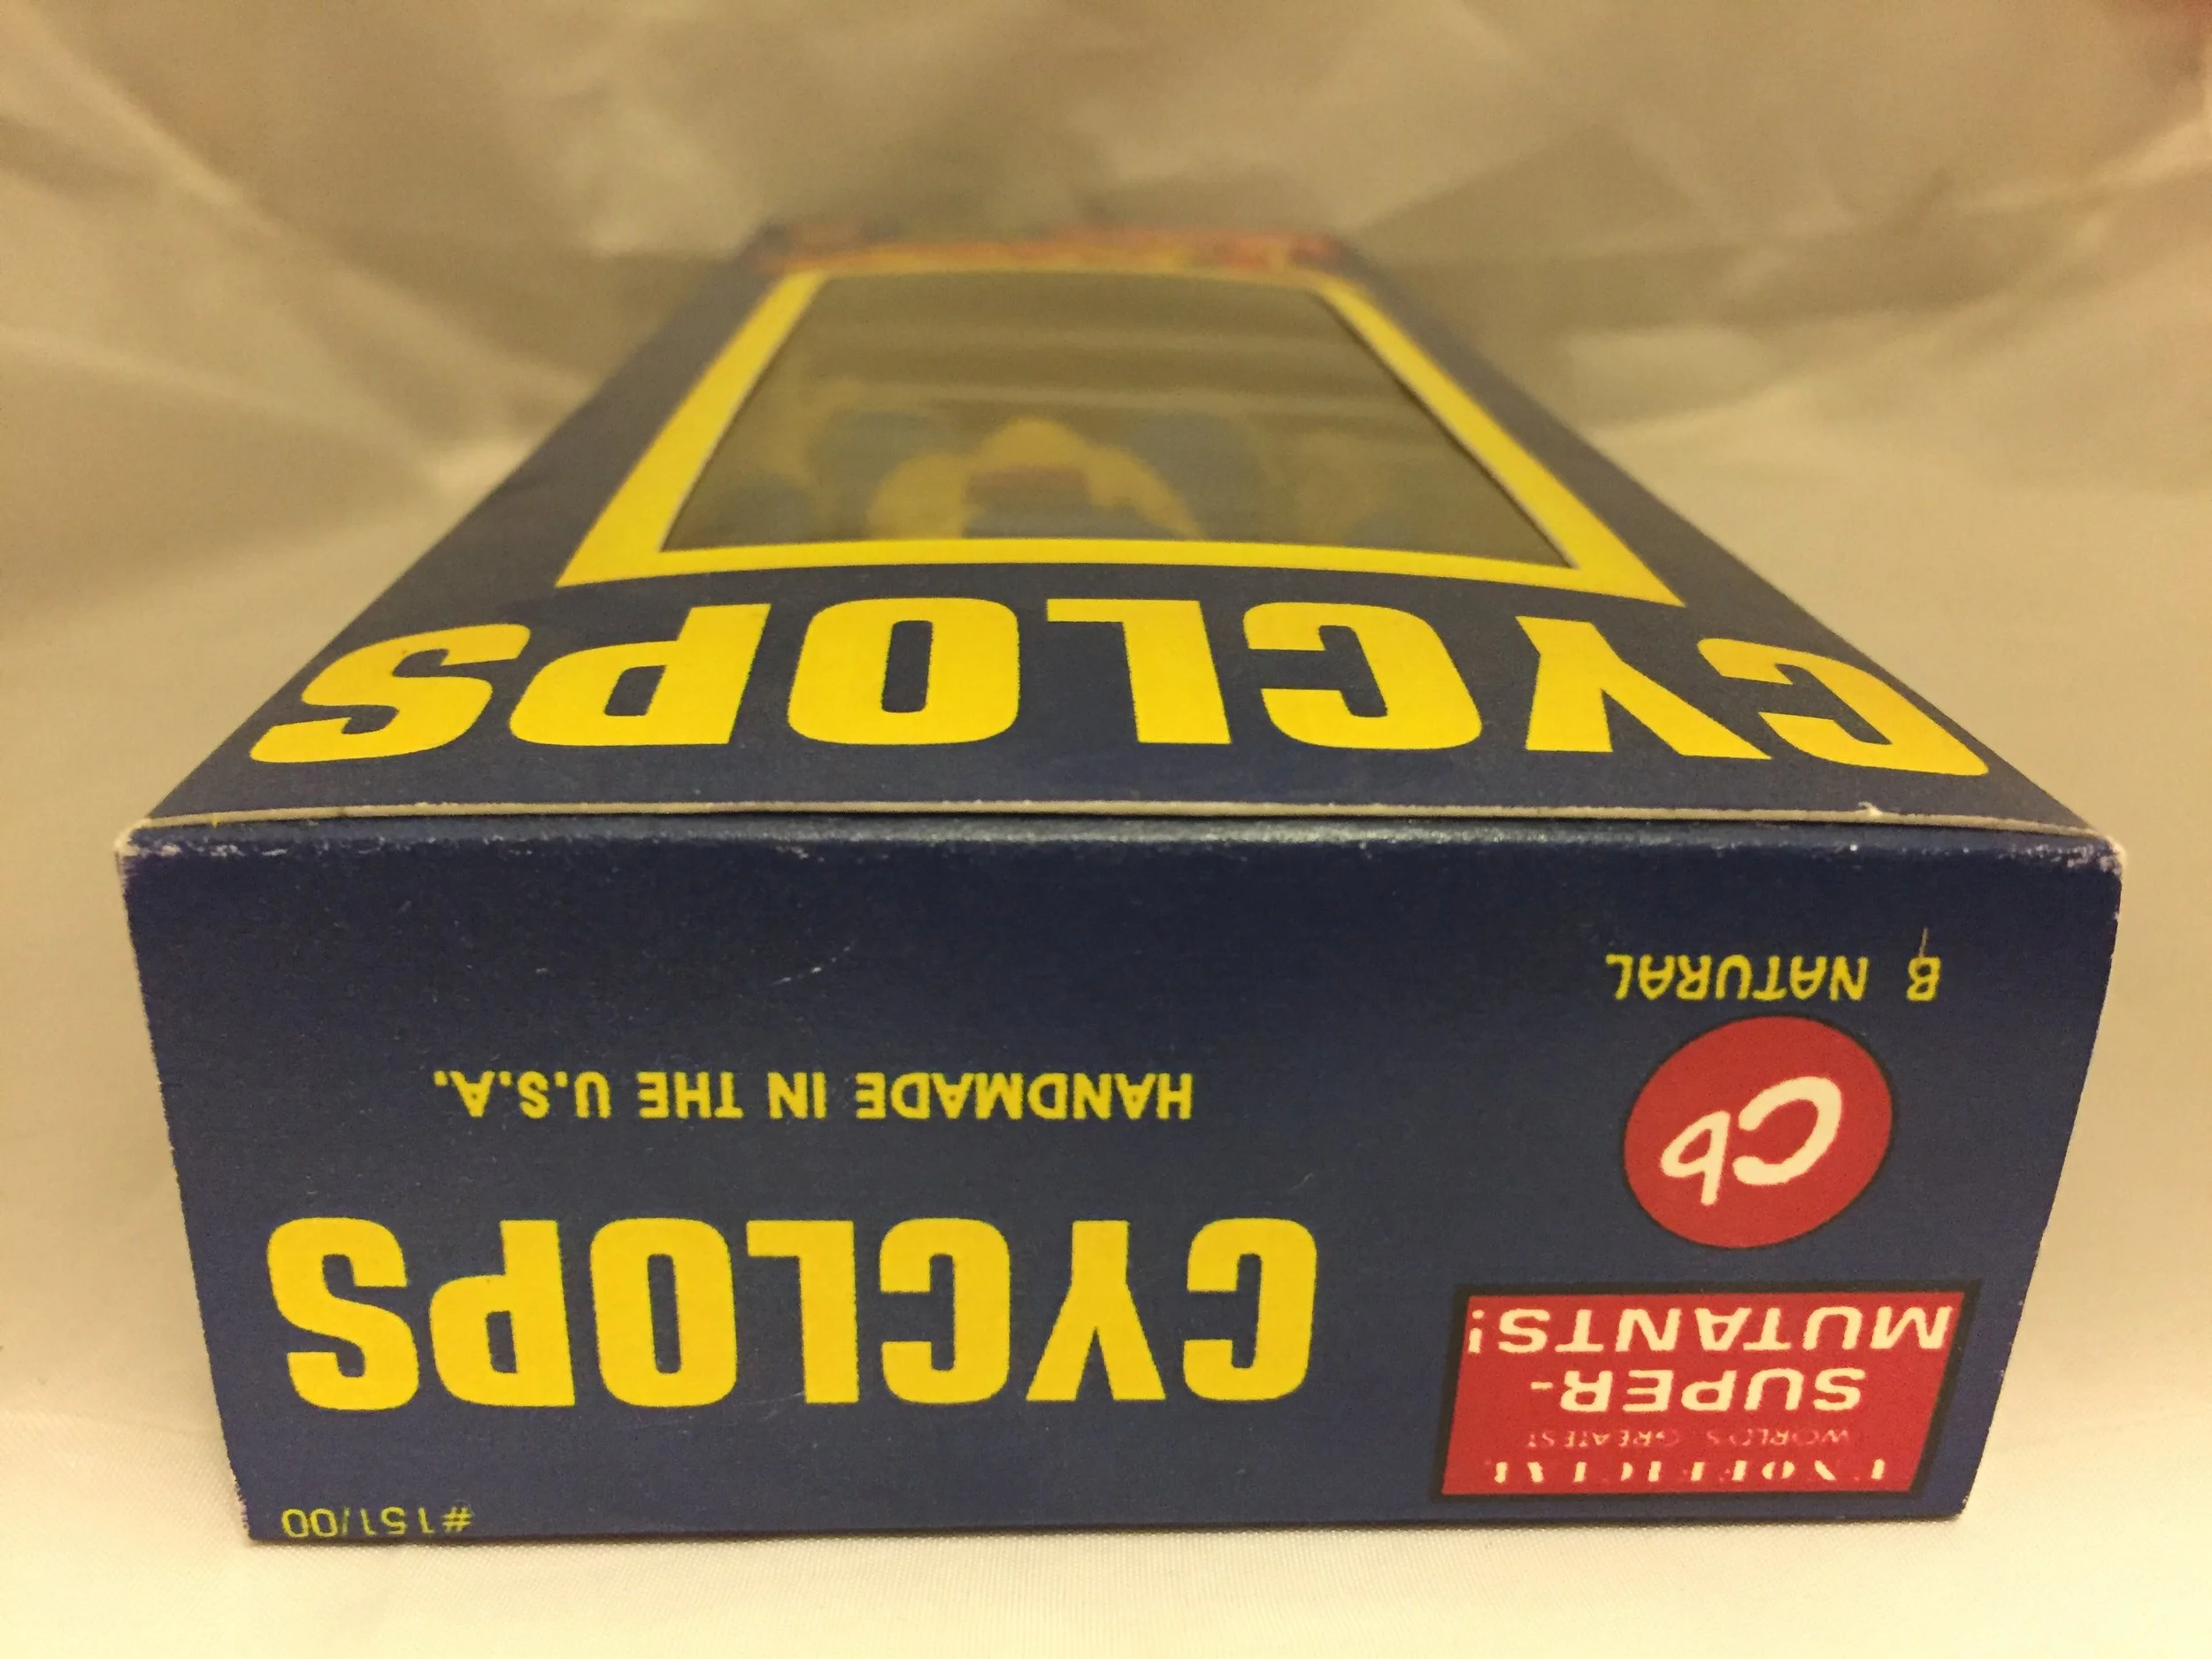 CYCLOPS
#151/00
UNOFFICIAL
WORLD'S GREATEST
SUPER-
MUTANTS!
CYCLOPS
Cb
HANDMADE IN THE U.S.A.
B NATURAL